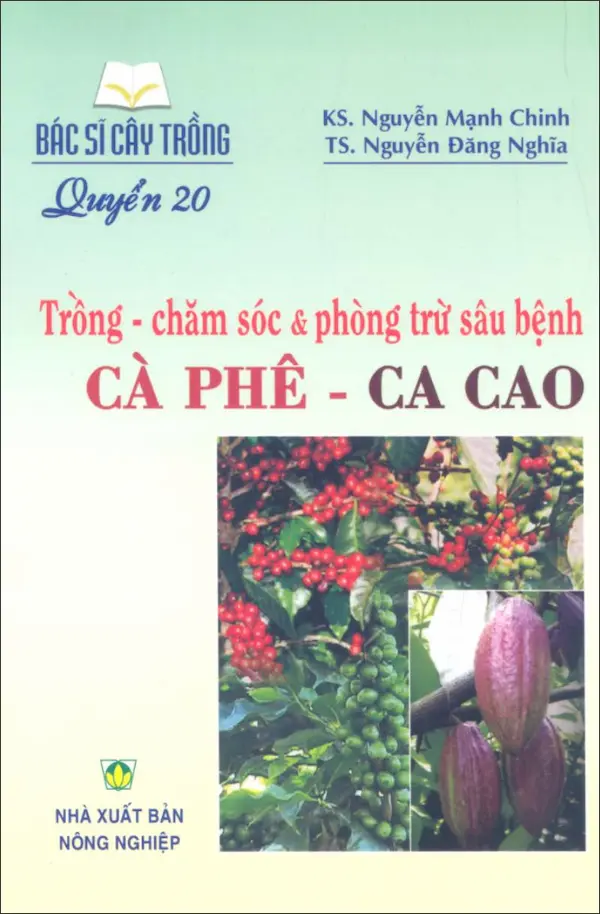 BÁC SĨ CÂY TRỒNG
Quyển 20
KS. Nguyễn Mạnh Chinh
TS. Nguyễn Đăng Nghĩa
Trồng - chăm sóc & phòng trừ sâu bệnh
CÀ PHÊ - CA CAO
NHÀ XUẤT BẢN
NÔNG NGHIỆP